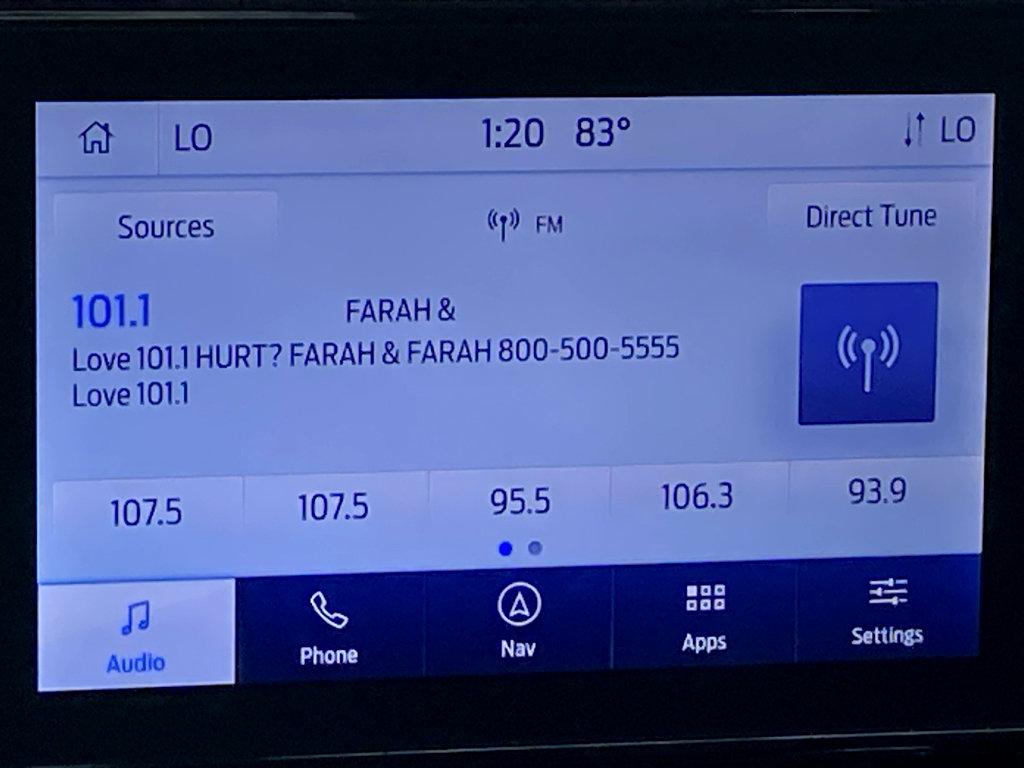 LO 1:20 83° LO
Sources FM Direct Tune
101.1 FARAH &
Love 101.1 HURT? FARAH & FARAH 800-500-5555
Love 101.1
107.5 107.5 95.5 106.3 93.9
Audio Phone Nav Apps Settings